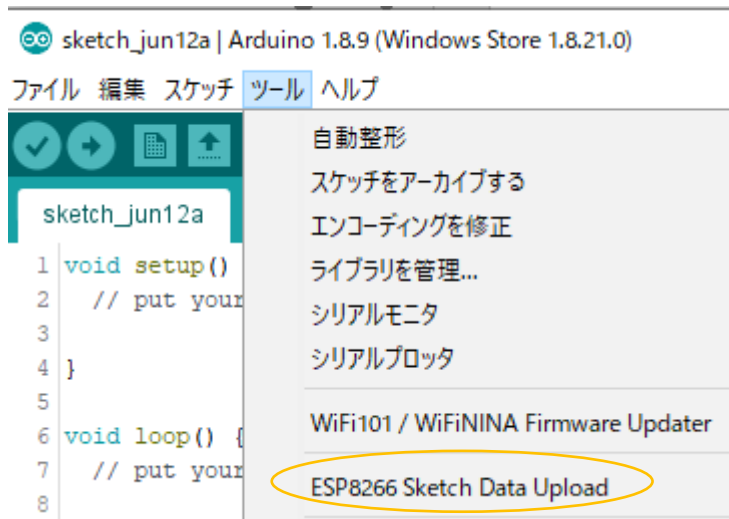 sketch_jun12a | Arduino 1.8.9 (Windows Store 1.8.21.0)
ファイル 編集 スケッチ ツール ヘルプ
自動整形
スケッチをアーカイブする
エンコーディングを修正
ライブラリを管理...
シリアルモニタ
シリアルプロッタ
WiFi101 / WiFiNINA Firmware Updater
ESP8266 Sketch Data Upload
sketch_jun12a
1 void setup()
2 // put your
3
4 }
5
6 void loop() {
7 // put your
8